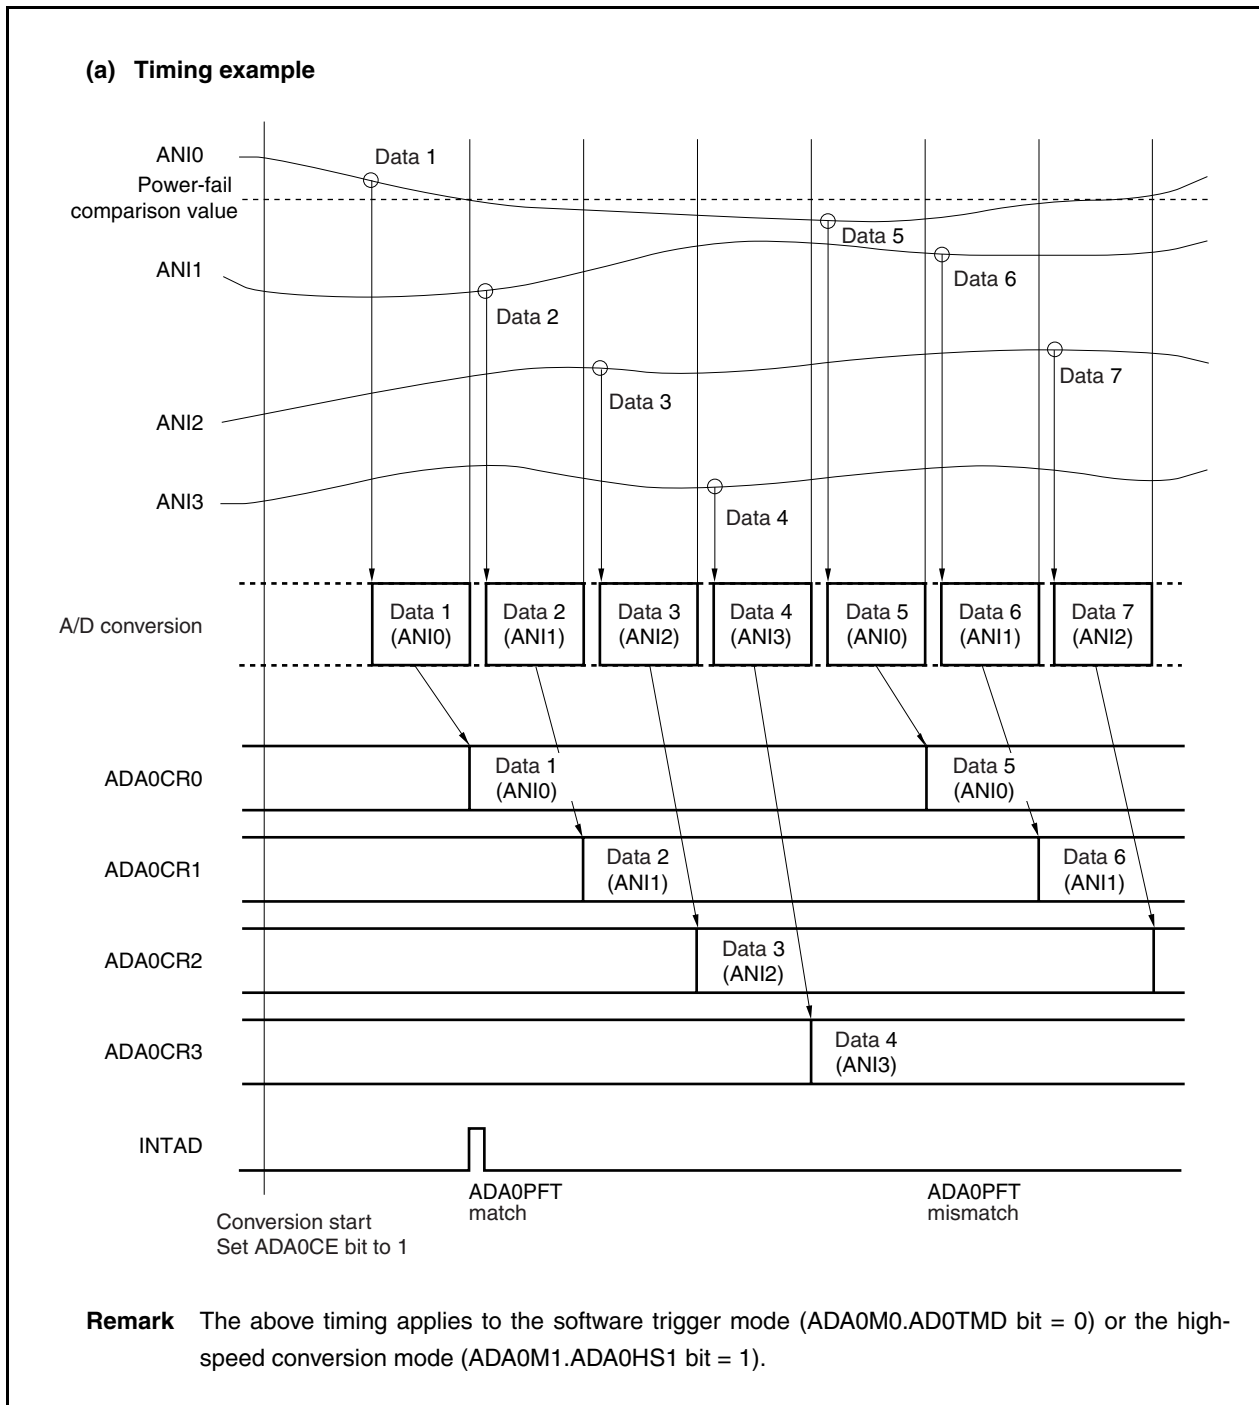 (a) Timing example
ANI0
Data 1
Power-fail
comparison value
Data 5
ANI1
Data 6
Data 2
Data 7
Data 3
ANI2
ANI3
Data 4
A/D conversion
Data 1 (ANI0)
Data 2 (ANI1)
Data 3 (ANI2)
Data 4 (ANI3)
Data 5 (ANI0)
Data 6 (ANI1)
Data 7 (ANI2)
ADA0CR0
Data 1 (ANI0)
Data 5 (ANI0)
ADA0CR1
Data 2 (ANI1)
Data 6 (ANI1)
ADA0CR2
Data 3 (ANI2)
ADA0CR3
Data 4 (ANI3)
INTAD
ADA0PFT
match
ADA0PFT
mismatch
Conversion start
Set ADA0CE bit to 1
Remark The above timing applies to the software trigger mode (ADA0M0.AD0TMD bit = 0) or the high-
speed conversion mode (ADA0M1.ADA0HS1 bit = 1).